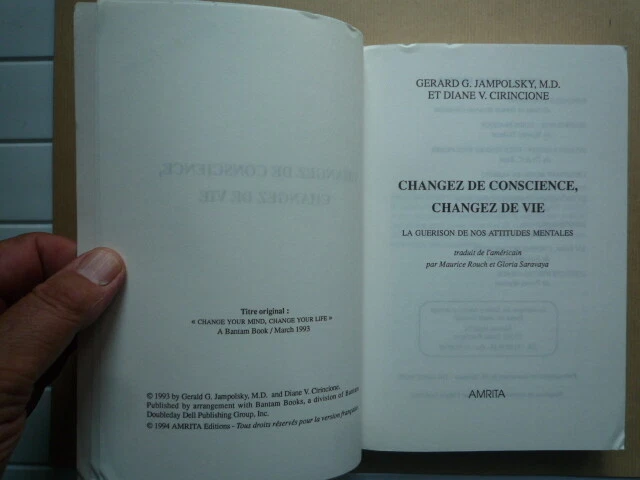 Titre original :
« CHANGE YOUR MIND, CHANGE YOUR LIFE »
A Bantam Book / March 1993
© 1993 by Gerald G. Jampolsky, M.D. and Diane V. Cirincione.
Published by arrangement with Bantam Books, a division of Bantam
Doubleday Dell Publishing Group, Inc.
© 1994 AMRITA Editions - Tous droits réservés pour la version française
GERARD G. JAMPOLSKY, M.D.
ET DIANE V. CIRINCIONE
CHANGEZ DE CONSCIENCE,
CHANGEZ DE VIE
LA GUERISON DE NOS ATTITUDES MENTALES
traduit de l'américain
par Maurice Rouch et Gloria Saravaya
AMRITA